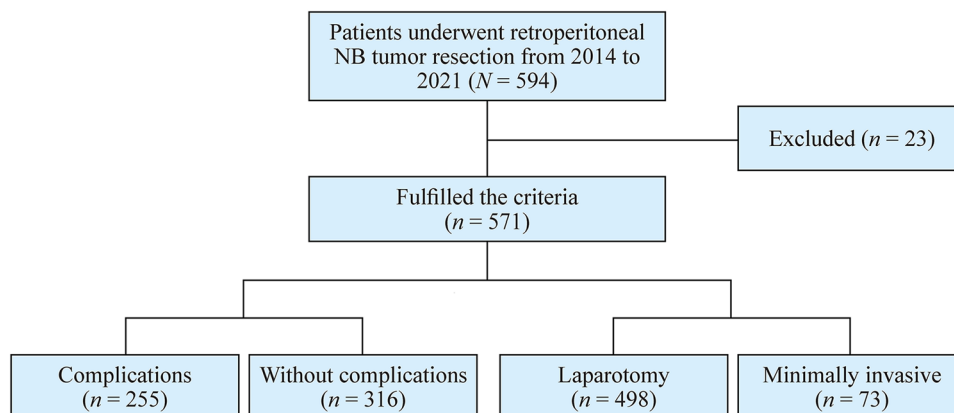 Patients underwent retroperitoneal
NB tumor resection from 2014 to
2021 (N = 594)
Excluded (n = 23)
Fulfilled the criteria
(n = 571)
Complications
(n = 255)
Without complications
(n = 316)
Laparotomy
(n = 498)
Minimally invasive
(n = 73)